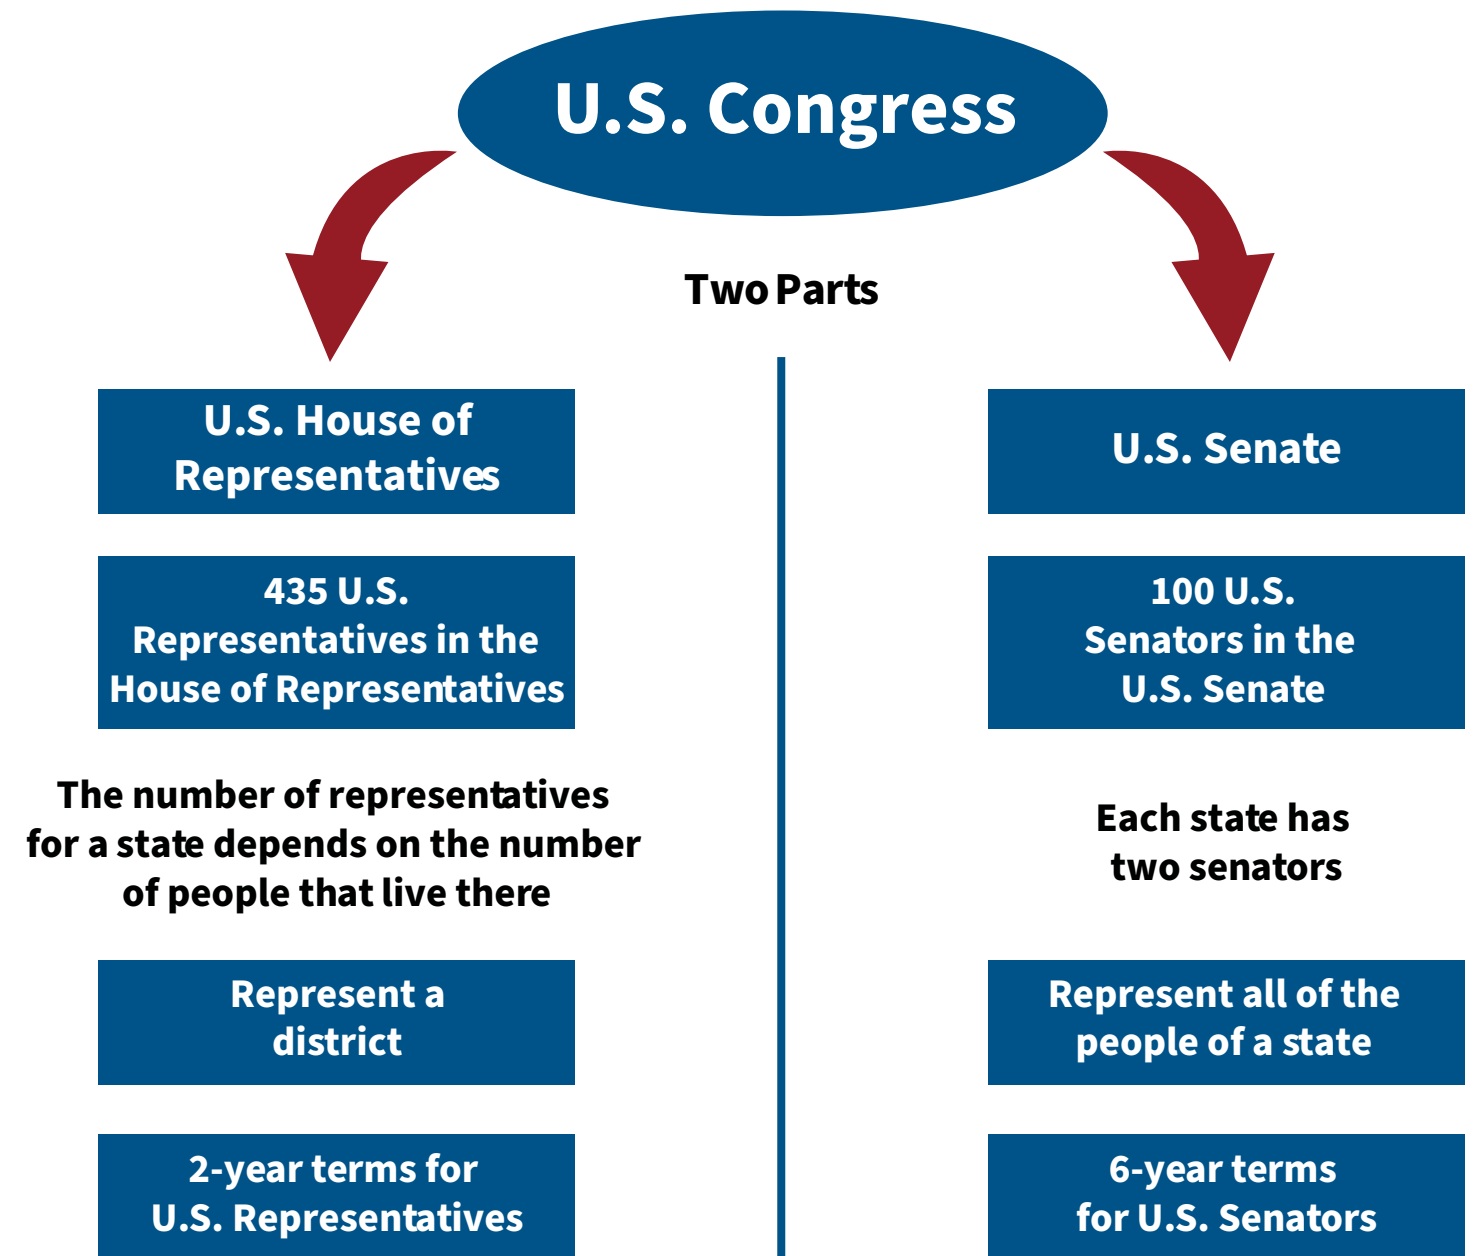 U.S. Congress
Two Parts
U.S. House of
Representatives
435 U.S.
Representatives in the
House of Representatives
The number of representatives
for a state depends on the number
of people that live there
Represent a
district
2-year terms for
U.S. Representatives
U.S. Senate
100 U.S.
Senators in the
U.S. Senate
Each state has
two senators
Represent all of the
people of a state
6-year terms
for U.S. Senators